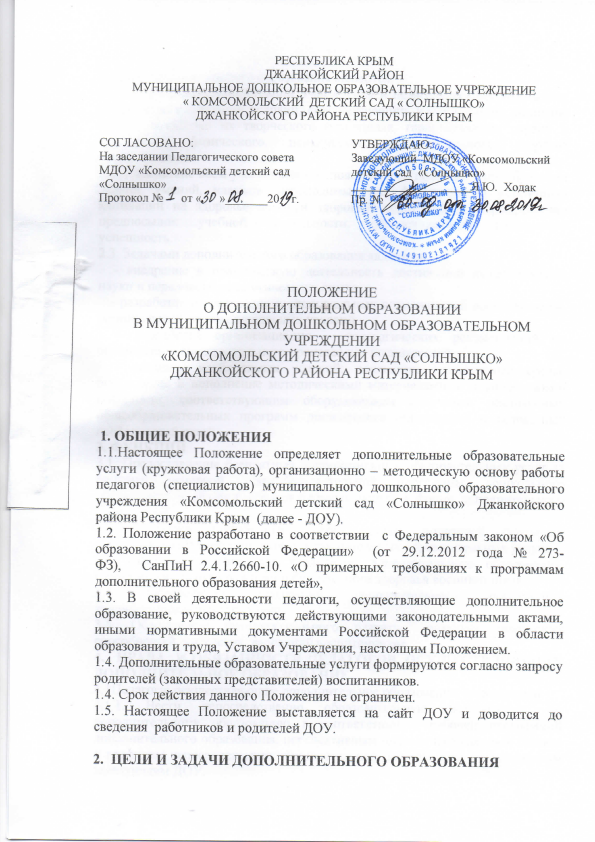 РЕСПУБЛИКА КРЫМ
ДЖАНКОЙСКИЙ РАЙОН
МУНИЦИПАЛЬНОЕ ДОШКОЛЬНОЕ ОБРАЗОВАТЕЛЬНОЕ УЧРЕЖДЕНИЕ
« КОМСОМОЛЬСКИЙ ДЕТСКИЙ САД « СОЛНЫШКО»
ДЖАНКОЙСКОГО РАЙОНА РЕСПУБЛИКИ КРЫМ
СОГЛАСОВАНО:
На заседании Педагогического совета
МДОУ «Комсомольский детский сад
«Солнышко»
Протокол № 1 от «30» 08. 2019г.
УТВЕРЖДАЮ:
Заведующий МДОУ «Комсомольский
детский сад «Солнышко»
Я.Ю. Ходак
Пр. № от 30.08.2019г
ПОЛОЖЕНИЕ
О ДОПОЛНИТЕЛЬНОМ ОБРАЗОВАНИИ
В МУНИЦИПАЛЬНОМ ДОШКОЛЬНОМ ОБРАЗОВАТЕЛЬНОМ
УЧРЕЖДЕНИИ
«КОМСОМОЛЬСКИЙ ДЕТСКИЙ САД «СОЛНЫШКО»
ДЖАНКОЙСКОГО РАЙОНА РЕСПУБЛИКИ КРЫМ
1. ОБЩИЕ ПОЛОЖЕНИЯ
1.1.Настоящее Положение определяет дополнительные образовательные
услуги (кружковая работа), организационно – методическую основу работы
педагогов (специалистов) муниципального дошкольного образовательного
учреждения «Комсомольский детский сад «Солнышко» Джанкойского
района Республики Крым (далее - ДОУ).
1.2. Положение разработано в соответствии с Федеральным законом «Об
образовании в Российской Федерации» (от 29.12.2012 года № 273-
ФЗ), СанПиН 2.4.1.2660-10. «О примерных требованиях к программам
дополнительного образования детей»,
1.3. В своей деятельности педагоги, осуществляющие дополнительное
образование, руководствуются действующими законодательными актами,
иными нормативными документами Российской Федерации в области
образования и труда, Уставом Учреждения, настоящим Положением.
1.4. Дополнительные образовательные услуги формируются согласно запросу
родителей (законных представителей) воспитанников.
1.4. Срок действия данного Положения не ограничен.
1.5. Настоящее Положение выставляется на сайт ДОУ и доводится до
сведения работников и родителей ДОУ.
2. ЦЕЛИ И ЗАДАЧИ ДОПОЛНИТЕЛЬНОГО ОБРАЗОВАНИЯ